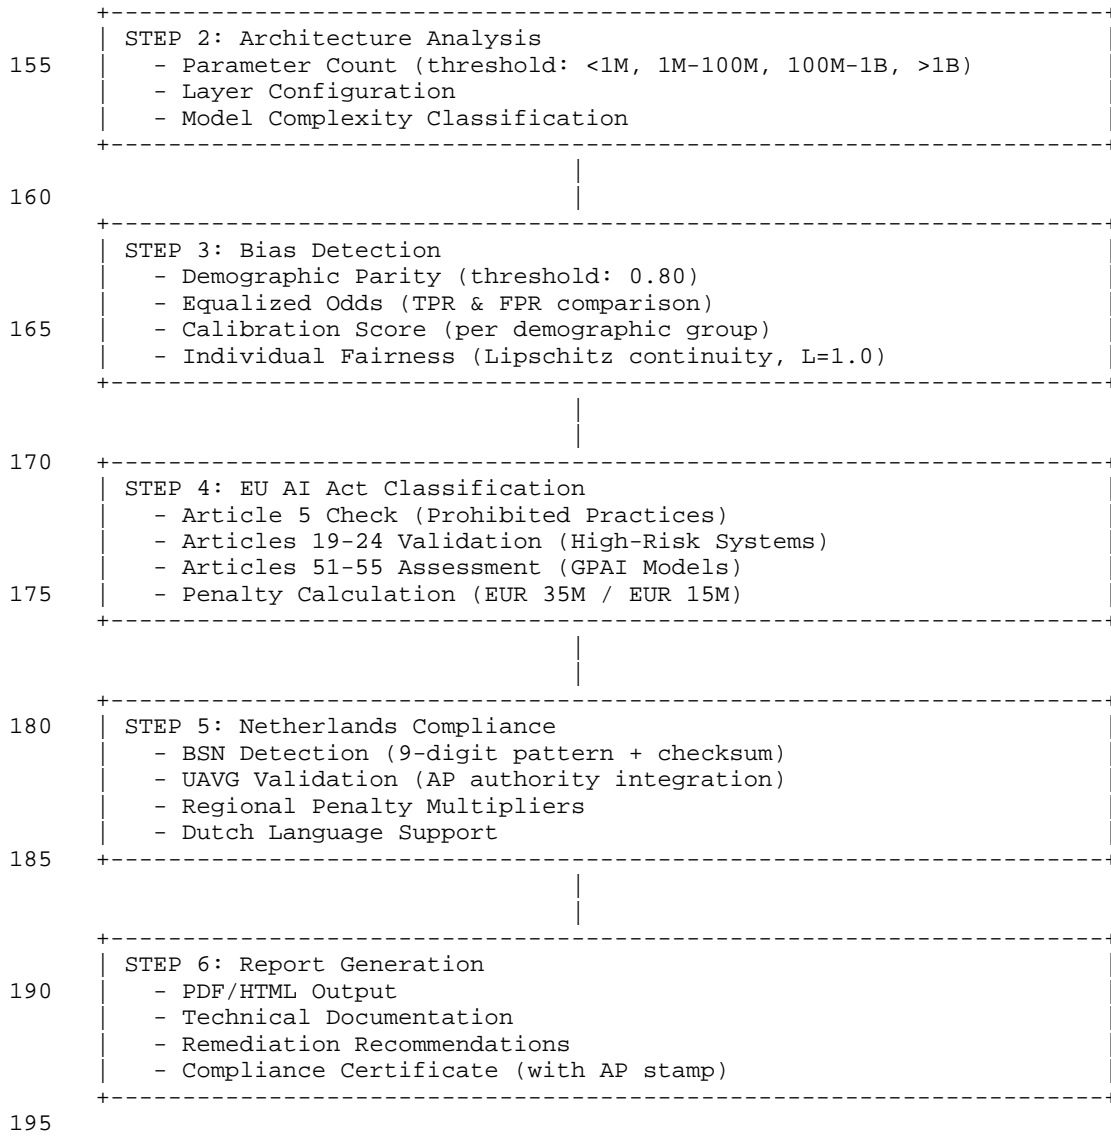 +---------------------------------------------------------------------+
| STEP 2: Architecture Analysis |
155 | - Parameter Count (threshold: <1M, 1M-100M, 100M-1B, >1B) |
| - Layer Configuration |
| - Model Complexity Classification |
+---------------------------------------------------------------------+
|
160 |
+---------------------------------------------------------------------+
| STEP 3: Bias Detection |
| - Demographic Parity (threshold: 0.80) |
| - Equalized Odds (TPR & FPR comparison) |
165 | - Calibration Score (per demographic group) |
| - Individual Fairness (Lipschitz continuity, L=1.0) |
+---------------------------------------------------------------------+
|
|
170 +---------------------------------------------------------------------+
| STEP 4: EU AI Act Classification |
| - Article 5 Check (Prohibited Practices) |
| - Articles 19-24 Validation (High-Risk Systems) |
| - Articles 51-55 Assessment (GPAI Models) |
175 | - Penalty Calculation (EUR 35M / EUR 15M) |
+---------------------------------------------------------------------+
|
|
+---------------------------------------------------------------------+
180 | STEP 5: Netherlands Compliance |
| - BSN Detection (9-digit pattern + checksum) |
| - UAVG Validation (AP authority integration) |
| - Regional Penalty Multipliers |
| - Dutch Language Support |
185 +---------------------------------------------------------------------+
|
|
+---------------------------------------------------------------------+
| STEP 6: Report Generation |
190 | - PDF/HTML Output |
| - Technical Documentation |
| - Remediation Recommendations |
| - Compliance Certificate (with AP stamp) |
+---------------------------------------------------------------------+
195